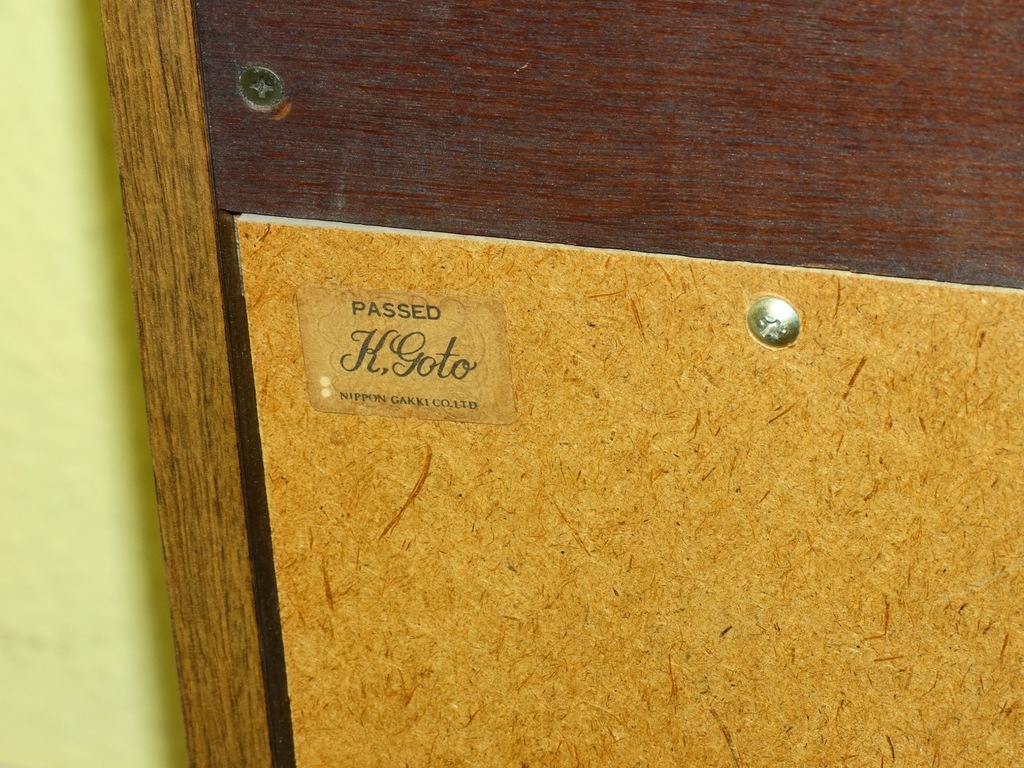 PASSED
K,Goto
NIPPON GAKKI CO,LTD